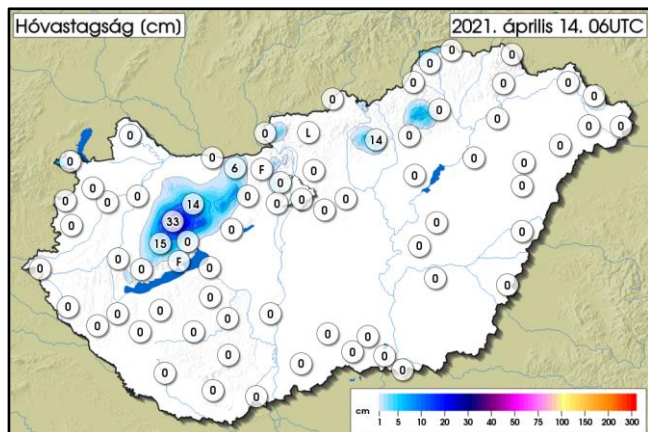 Hóvastagság (cm) 2021. április 14. 06UTC
0 0 0
0 0 0 0
0 0
0 0 0 L 14 0 0 0 0
0 6 F 0 0 0 0
0 0 0 0 0 0
0 0 14 0 0 0 0
0 33 0 0 0
15 0 0
0 0 0 F 0 0 0
0 0 0 0 0
0 0 0 0 0 0
0 0 0 0
0 0 0
0 0
cm 1 5 10 20 30 40 50 75 100 150 200 300